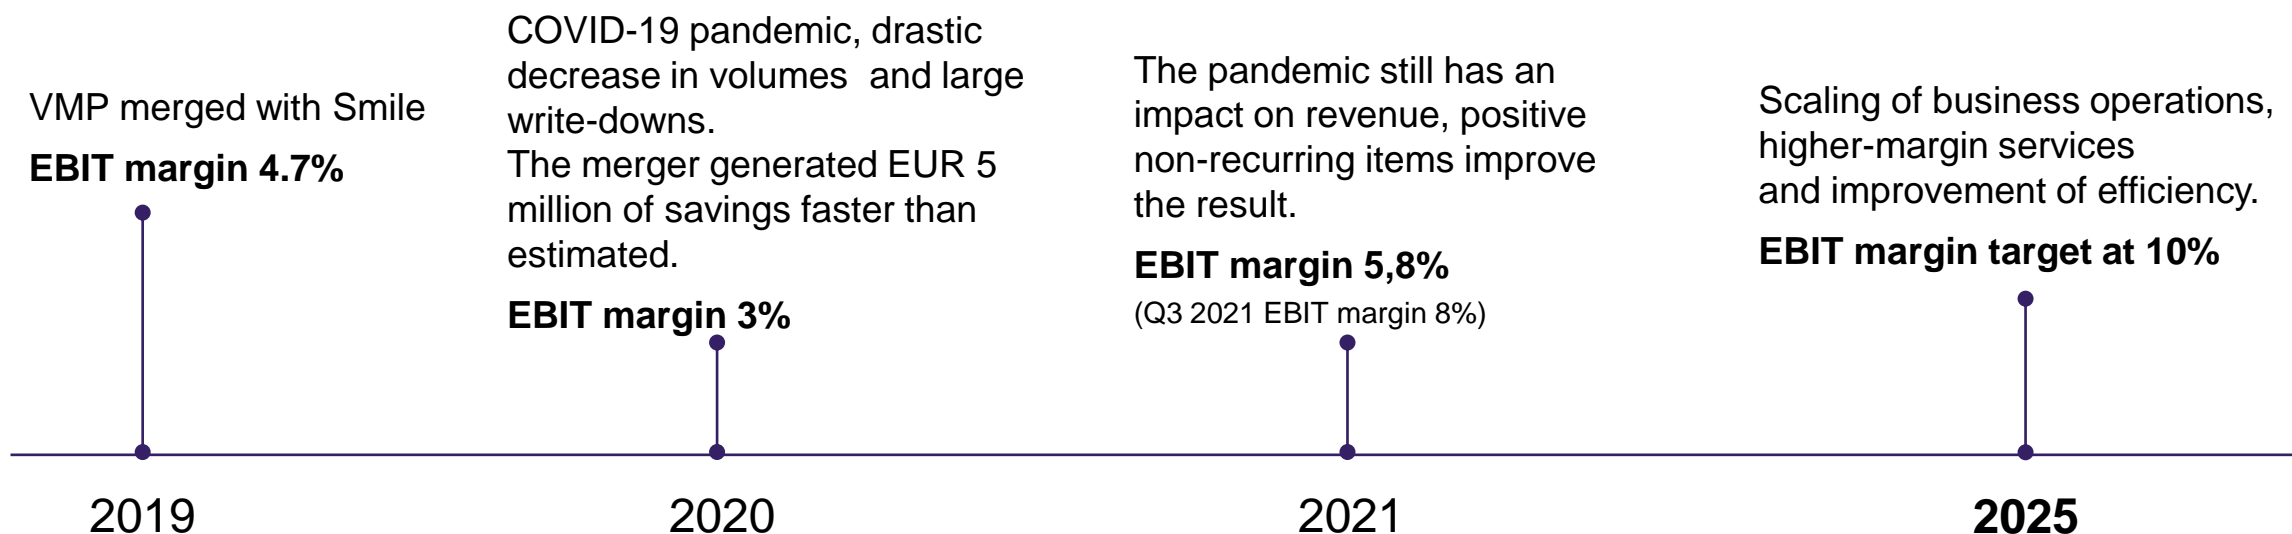 VMP merged with Smile
EBIT margin 4.7%
COVID-19 pandemic, drastic
decrease in volumes  and large
write-downs.
The merger generated EUR 5
million of savings faster than
estimated.
EBIT margin 3%
The pandemic still has an
impact on revenue, positive
non-recurring items improve
the result.
EBIT margin 5,8%
(Q3 2021 EBIT margin 8%)
Scaling of business operations,
higher-margin services
and improvement of efficiency.
EBIT margin target at 10%
2019
2020
2021
2025